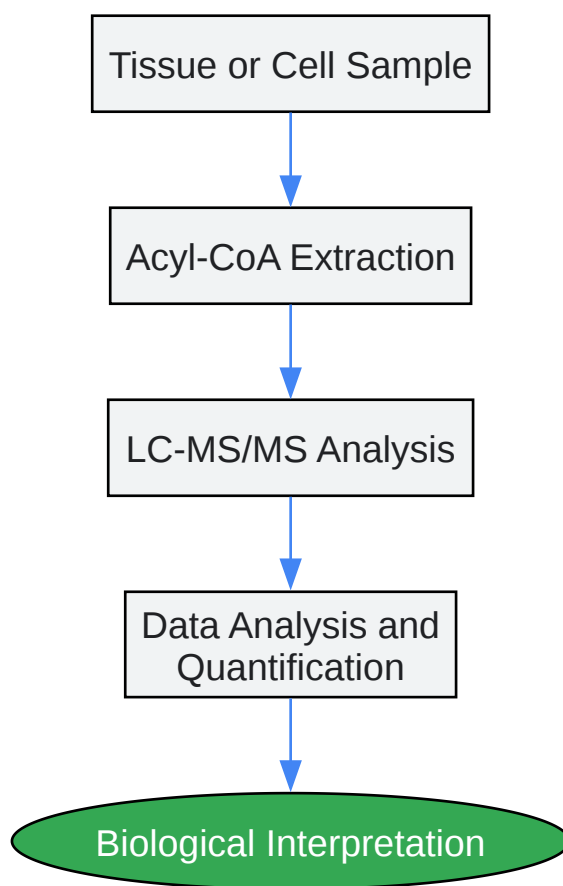 Tissue or Cell Sample
Acyl-CoA Extraction
LC-MS/MS Analysis
Data Analysis and
Quantification
Biological Interpretation